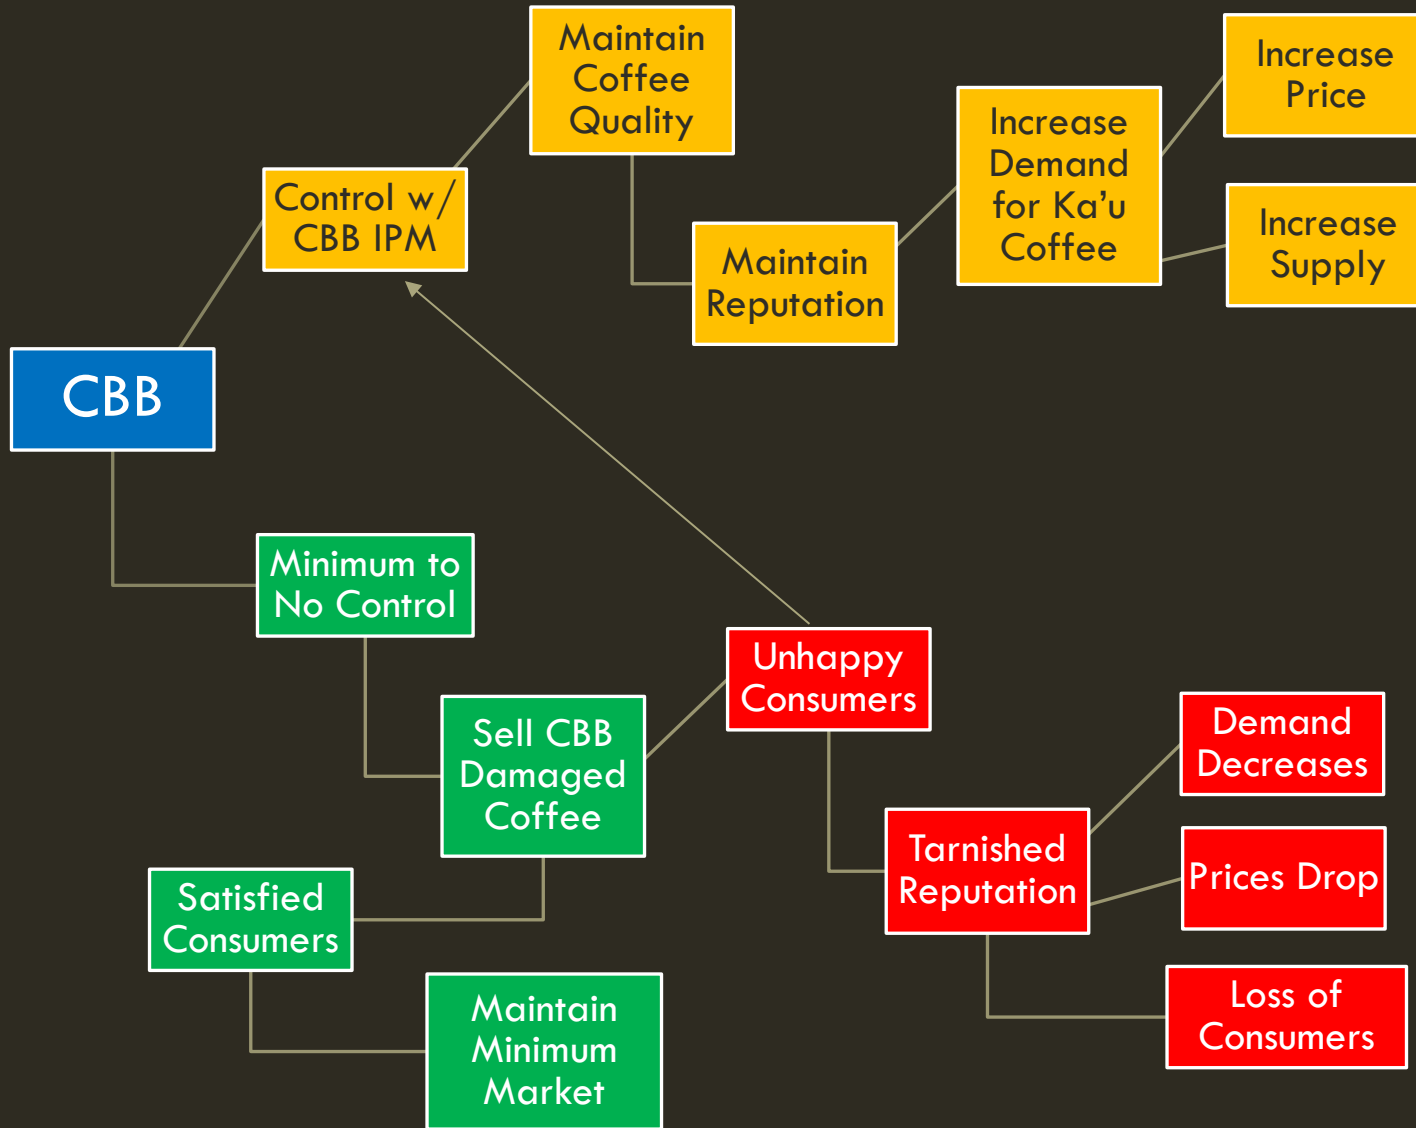 Maintain
Coffee
Quality
Increase
Price
Increase
Demand
for Ka’u
Coffee
Control w/
CBB IPM
Increase
Supply
Maintain
Reputation
CBB
Minimum to
No Control
Unhappy
Consumers
Sell CBB
Damaged
Coffee
Demand
Decreases
Tarnished
Reputation
Prices Drop
Satisfied
Consumers
Loss of
Consumers
Maintain
Minimum
Market